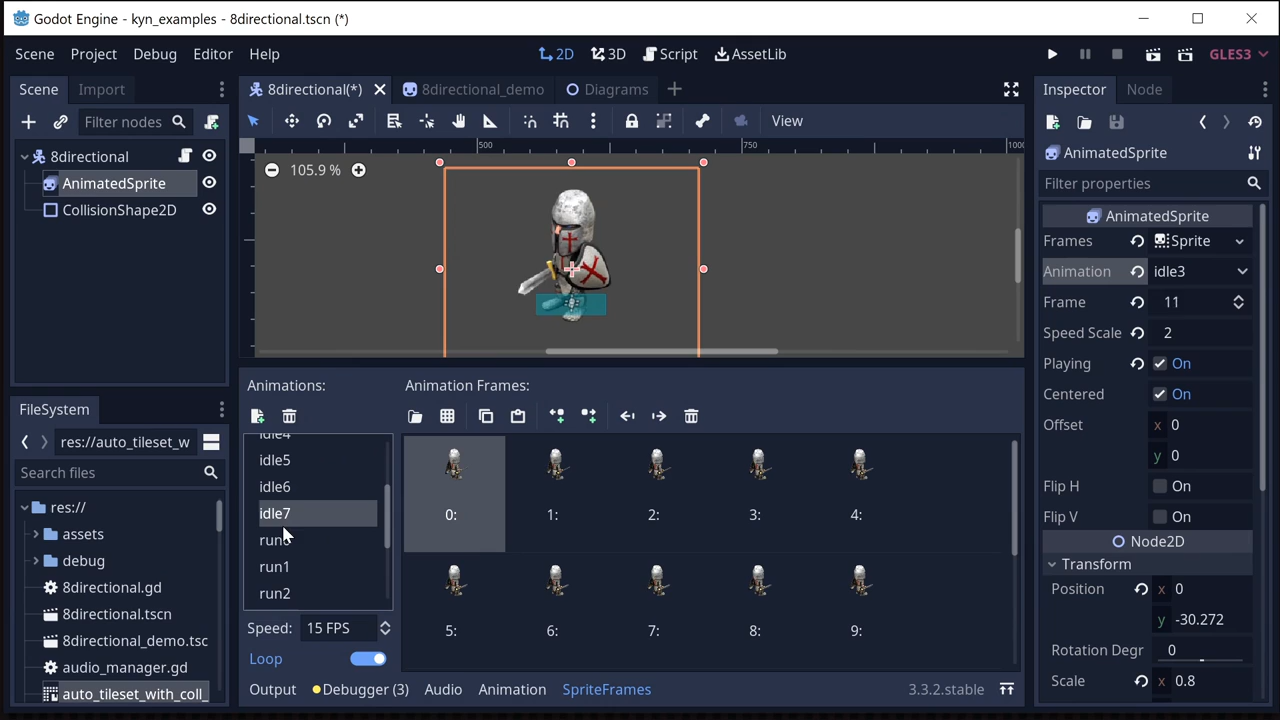 Godot Engine - kyn_examples - 8directional.tscn (*)
Scene Project Debug Editor Help
2D 3D Script AssetLib
GLES3
Scene Import
8directional(*) 8directional_demo Diagrams
Inspector Node
Filter nodes
View
500 750 1000
8directional
AnimatedSprite
CollisionShape2D
105.9 %
AnimatedSprite
Filter properties
AnimatedSprite
Frames Sprite
Animation idle3
Frame 11
Speed Scale 2
Playing On
Centered On
Offset x 0
y 0
Flip H On
Flip V On
Node2D
Transform
Position x 0
y -30.272
Rotation Degr 0
Scale x 0.8
FileSystem
res://auto_tileset_w
Search files
res://
assets
debug
8directional.gd
8directional.tscn
8directional_demo.tsc
audio_manager.gd
auto_tileset_with_coll_
Animations: Animation Frames:
idle4
idle5
idle6
idle7
run0
run1
run2
Speed: 15 FPS
Loop
0: 1: 2: 3: 4:
5: 6: 7: 8: 9:
Output Debugger (3) Audio Animation SpriteFrames
3.3.2.stable